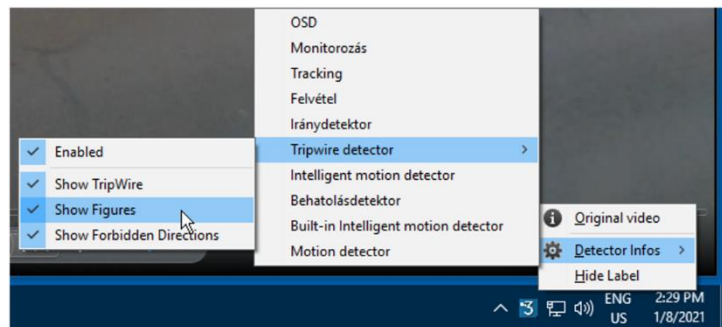 OSD
Monitorozás
Tracking
Felvétel
Iránydetektor
Tripwire detector
Intelligent motion detector
Behatolásdetektor
Built-in Intelligent motion detector
Motion detector
Enabled
Show TripWire
Show Figures
Show Forbidden Directions
Original video
Detector Infos
Hide Label
ENG
US
2:29 PM
1/8/2021